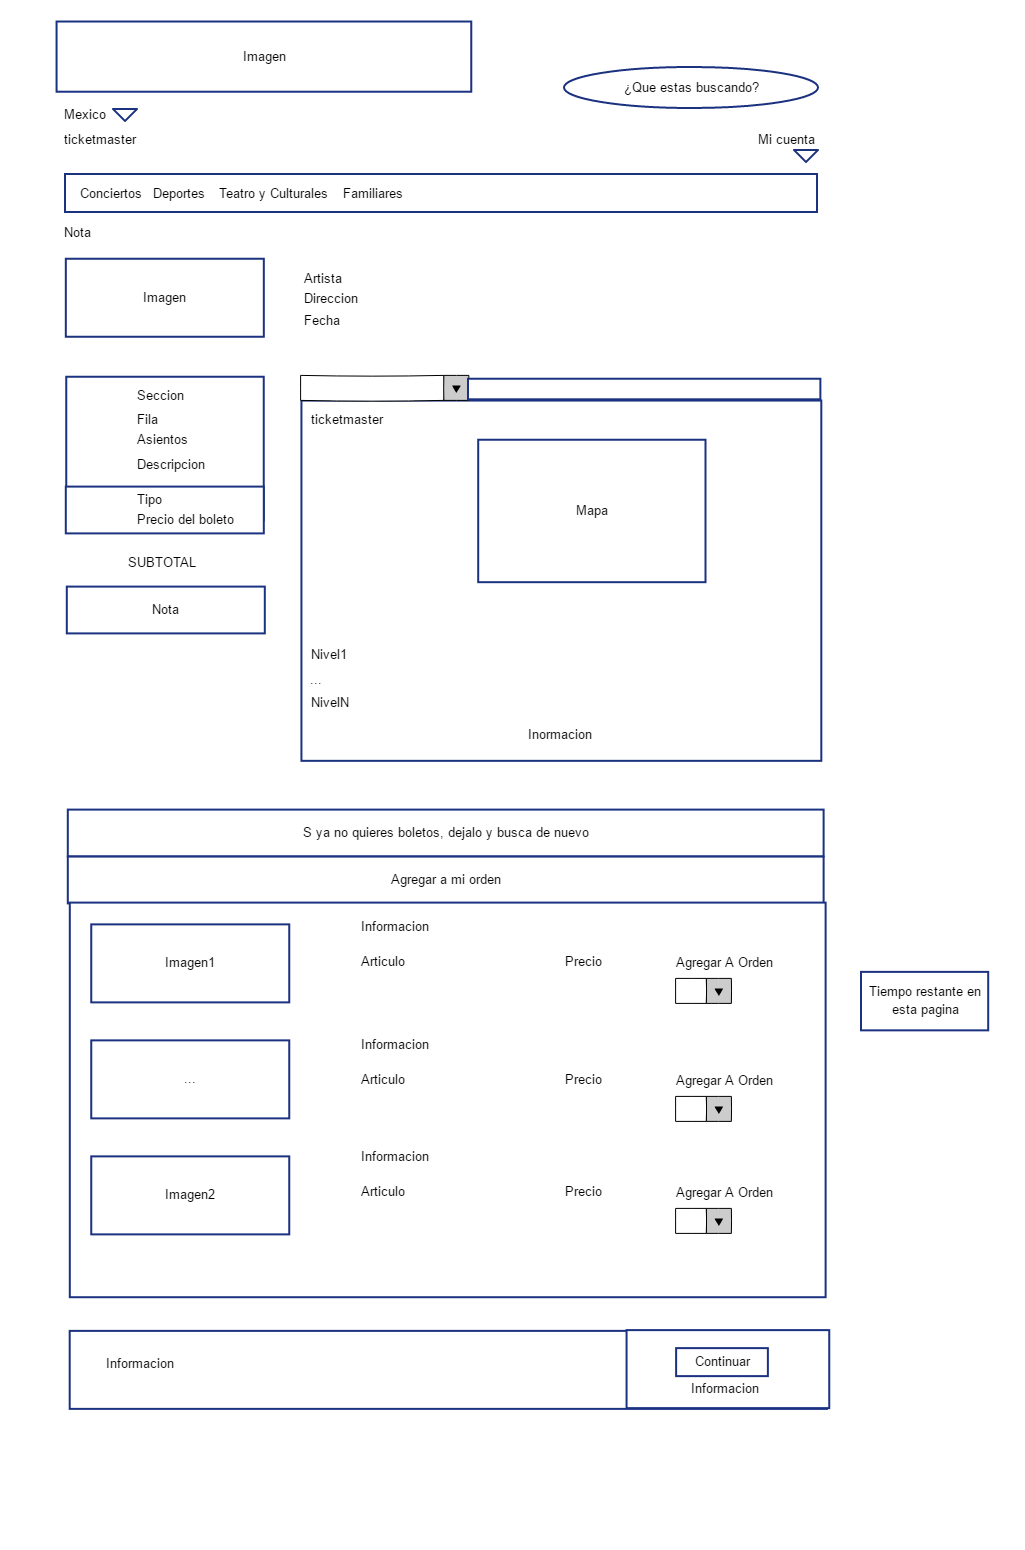 Imagen
¿Que estas buscando?
Mexico
ticketmaster
Mi cuenta
Conciertos Deportes Teatro y Culturales Familiares
Nota
Imagen
Artista
Direccion
Fecha
Seccion
Fila
Asientos
Descripcion
Tipo
Precio del boleto
SUBTOTAL
Nota
ticketmaster
Mapa
Nivel1
...
NivelN
Inormacion
S ya no quieres boletos, dejalo y busca de nuevo
Agregar a mi orden
Imagen1
Informacion
Articulo Precio Agregar A Orden
...
Informacion
Articulo Precio Agregar A Orden
Imagen2
Informacion
Articulo Precio Agregar A Orden
Tiempo restante en
esta pagina
Informacion
Continuar
Informacion